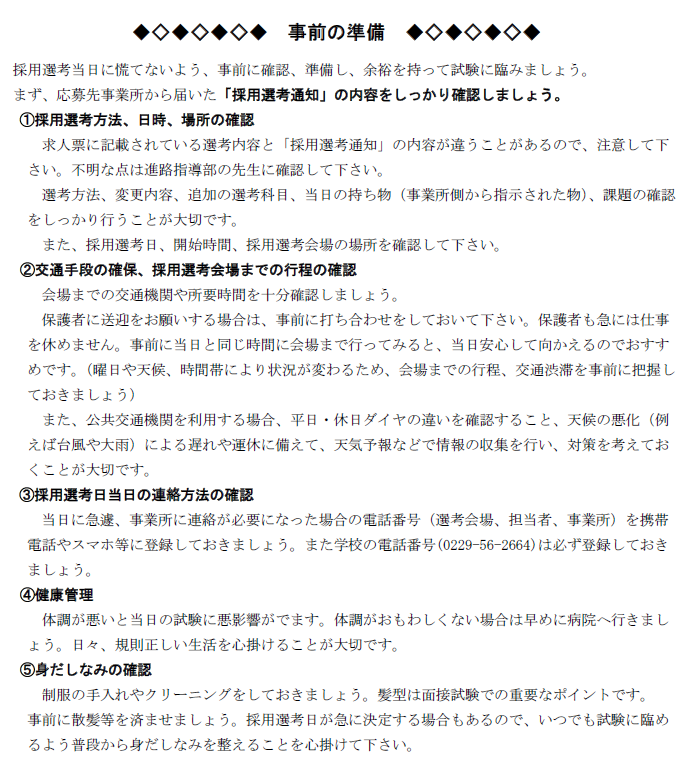 ◆◇◆◇◆◇◆　事前の準備　◆◇◆◇◆◇◆
採用選考当日に慌てないよう、事前に確認、準備し、余裕を持って試験に臨みましょう。
まず、応募先事業所から届いた「採用選考通知」の内容をしっかり確認しましょう。
①採用選考方法、日時、場所の確認
求人票に記載されている選考内容と「採用選考通知」の内容が違うことがあるので、注意して下
さい。不明な点は進路指導部の先生に確認して下さい。
選考方法、変更内容、追加の選考科目、当日の持ち物（事業所側から指示された物）、課題の確認
をしっかり行うことが大切です。
また、採用選考日、開始時間、採用選考会場の場所を確認して下さい。
②交通手段の確保、採用選考会場までの行程の確認
会場までの交通機関や所要時間を十分確認しましょう。
保護者に送迎をお願いする場合は、事前に打ち合わせをしておいて下さい。保護者も急には仕事
を休めません。事前に当日と同じ時間に会場まで行ってみると、当日安心して向かえるのでおすす
めです。（曜日や天候、時間帯により状況が変わるため、会場までの行程、交通渋滞を事前に把握し
ておきましょう）
また、公共交通機関を利用する場合、平日・休日ダイヤの違いを確認すること、天候の悪化（例
えば台風や大雨）による遅れや運休に備えて、天気予報などで情報の収集を行い、対策を考えてお
くことが大切です。
③採用選考日当日の連絡方法の確認
当日に急遽、事業所に連絡が必要になった場合の電話番号（選考会場、担当者、事業所）を携帯
電話やスマホ等に登録しておきましょう。また学校の電話番号(0229-56-2664)は必ず登録しておき
ましょう。
④健康管理
体調が悪いと当日の試験に悪影響がでます。体調がおもわしくない場合は早めに病院へ行きまし
ょう。日々、規則正しい生活を心掛けることが大切です。
⑤身だしなみの確認
制服の手入れやクリーニングをしておきましょう。髪型は面接試験での重要なポイントです。
事前に散髪等を済ませましょう。採用選考日が急に決定する場合もあるので、いつでも試験に臨め
るよう普段から身だしなみを整えることを心掛けて下さい。